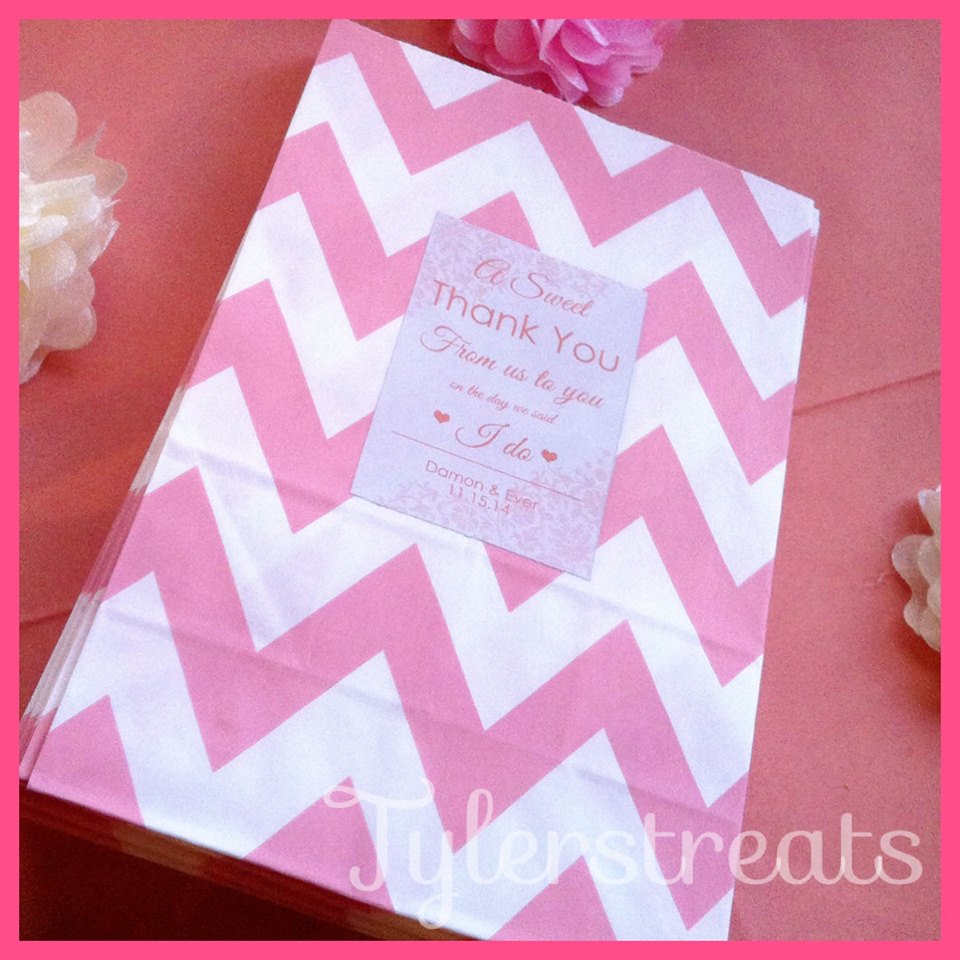 A Sweet
Thank You
From us to you
on the day we said
I do
Damon & Ever
11.15.14
Tylerstreats